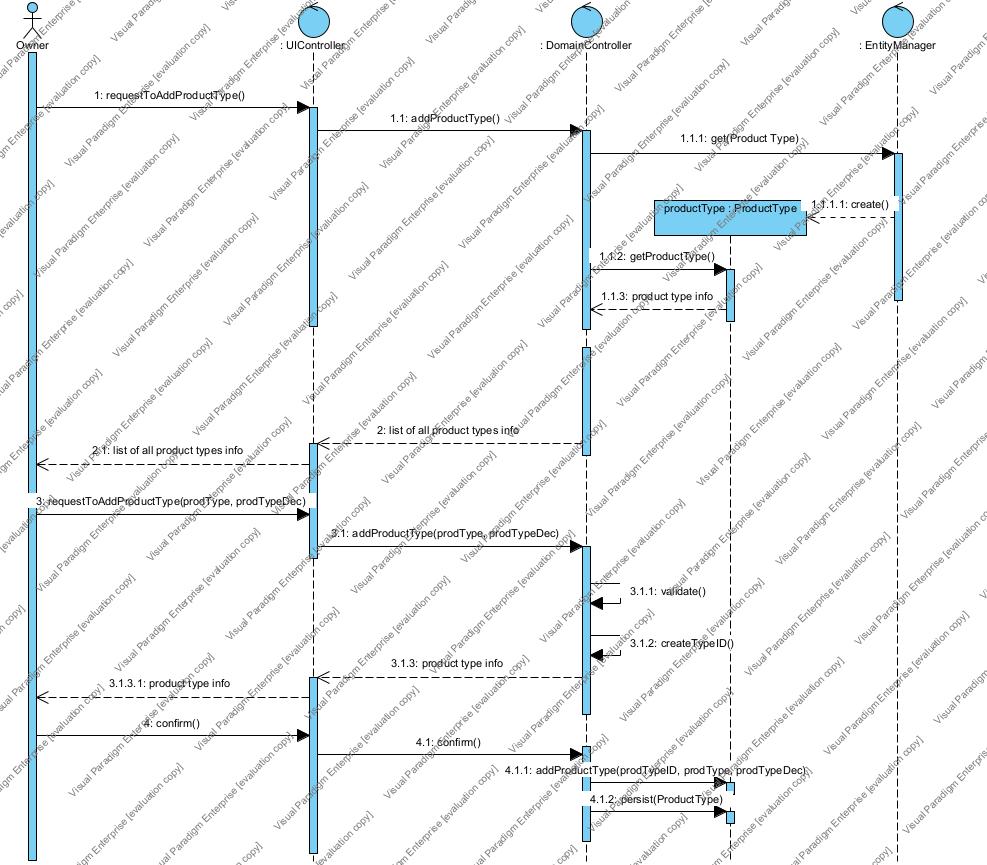 Owner
: UIController
: DomainController
: EntityManager
1: requestToAddProductType()
1.1: addProductType()
1.1.1: get(Product Type)
productType : ProductType
1.1.1.1: create()
1.1.2: getProductType()
1.1.3: product type info
2: list of all product types info
2.1: list of all product types info
3: requestToAddProductType(prodType, prodTypeDec)
3.1: addProductType(prodType, prodTypeDec)
3.1.1: validate()
3.1.2: createTypeID()
3.1.3: product type info
3.1.3.1: product type info
4: confirm()
4.1: confirm()
4.1.1: addProductType(prodTypeID, prodType, prodTypeDec)
4.1.2: persist(ProductType)
Visual Paradigm Enterprise [evaluation copy]